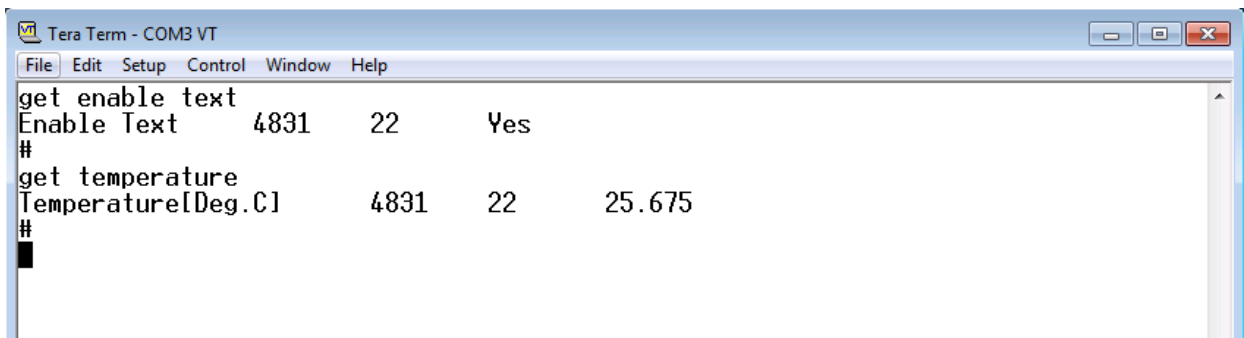 Tera Term - COM3 VT
File Edit Setup Control Window Help
get enable text
Enable Text 4831 22 Yes
#
get temperature
Temperature[Deg.C] 4831 22 25.675
#